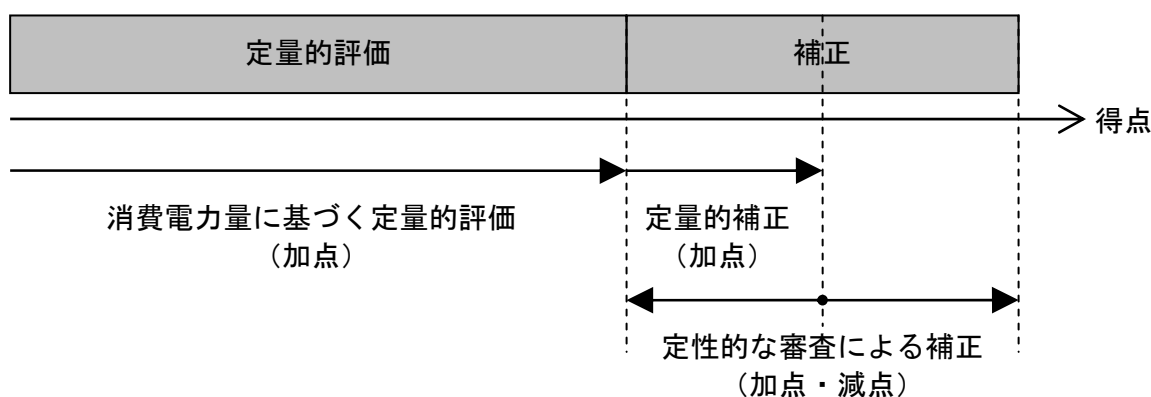 定量的評価
補正
得点
消費電力量に基づく定量的評価
（加点）
定量的補正
（加点）
定性的な審査による補正
（加点・減点）